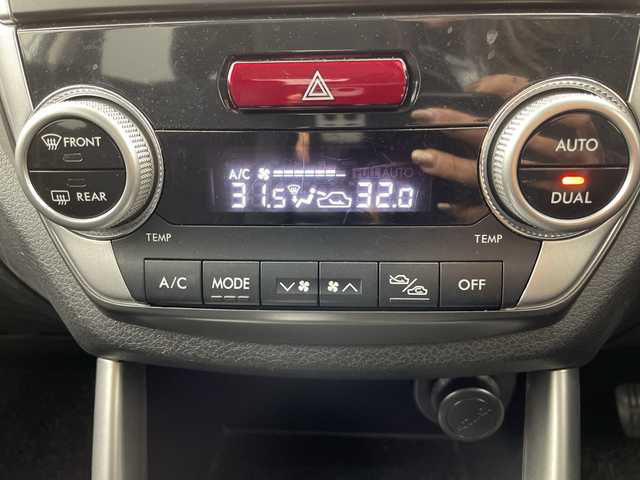 FRONT
REAR
A/C FULL AUTO
31.5 32.0
AUTO
DUAL
TEMP
TEMP
A/C
MODE
OFF